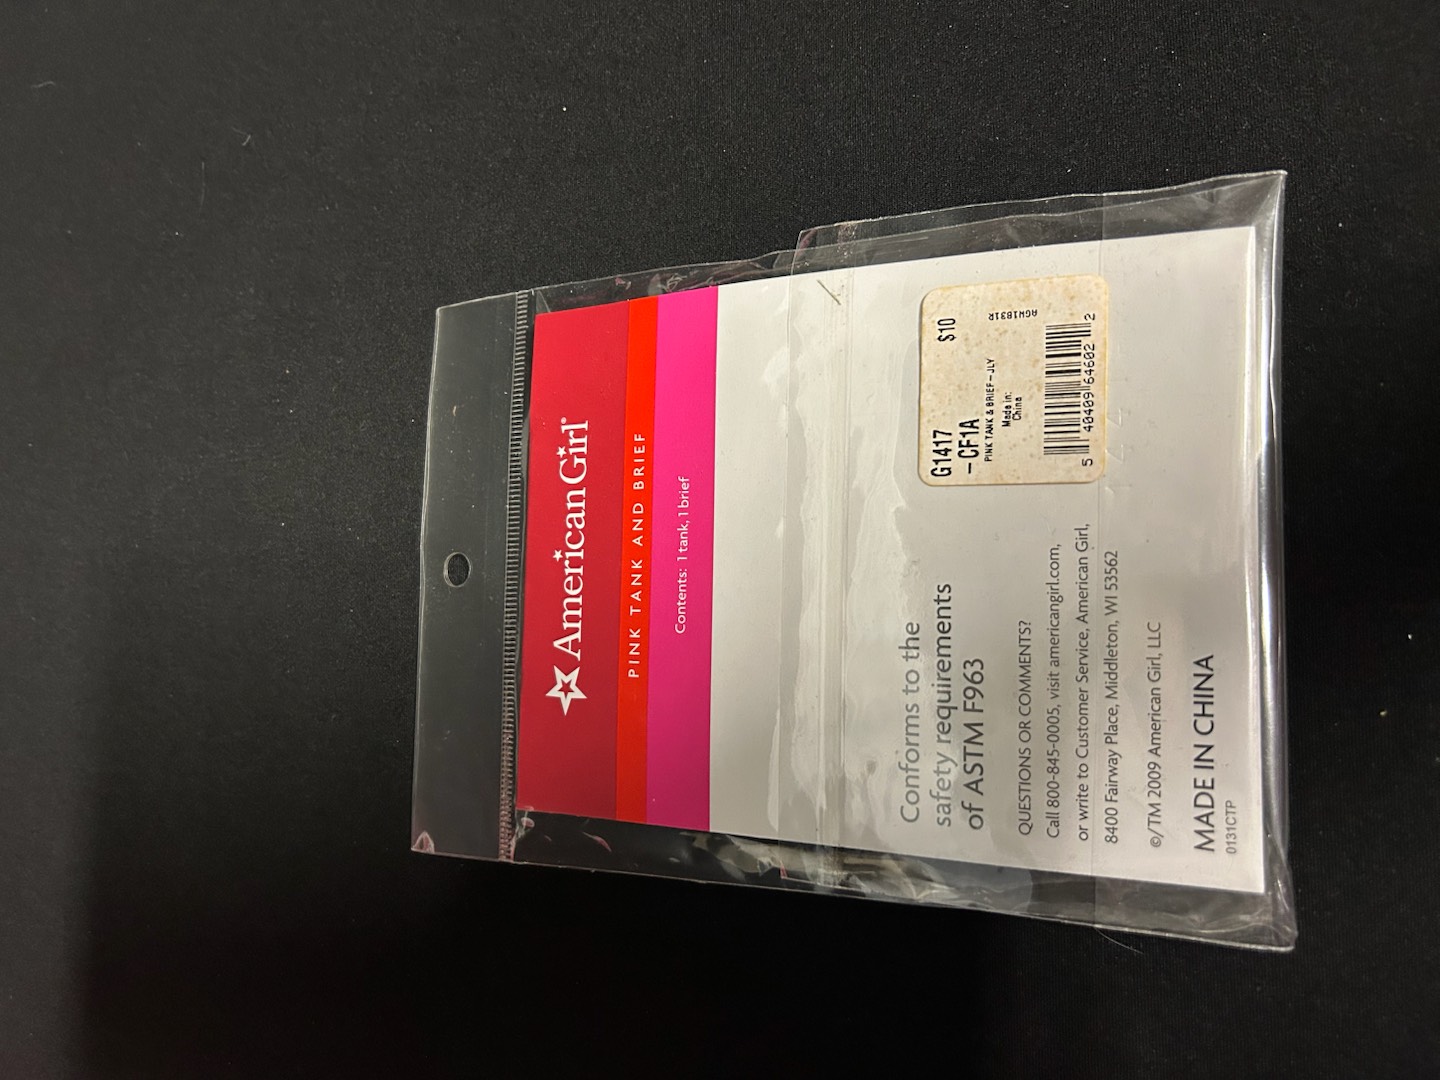 AmericanGirl®
PINK TANK AND BRIEF
Contents: 1 tank, 1 brief
Conforms to the
safety requirements
of ASTM F963
QUESTIONS OR COMMENTS?
Call 800-845-0005, visit americangirl.com,
or write to Customer Service, American Girl,
8400 Fairway Place, Middleton, WI 53562
©/TM 2009 American Girl, LLC
MADE IN CHINA
0131CTP
G1417 $10
-CF1A
PINK TANK & BRIEF-JLY
Made in:
China
AGW1831R
5 40409 64602 2